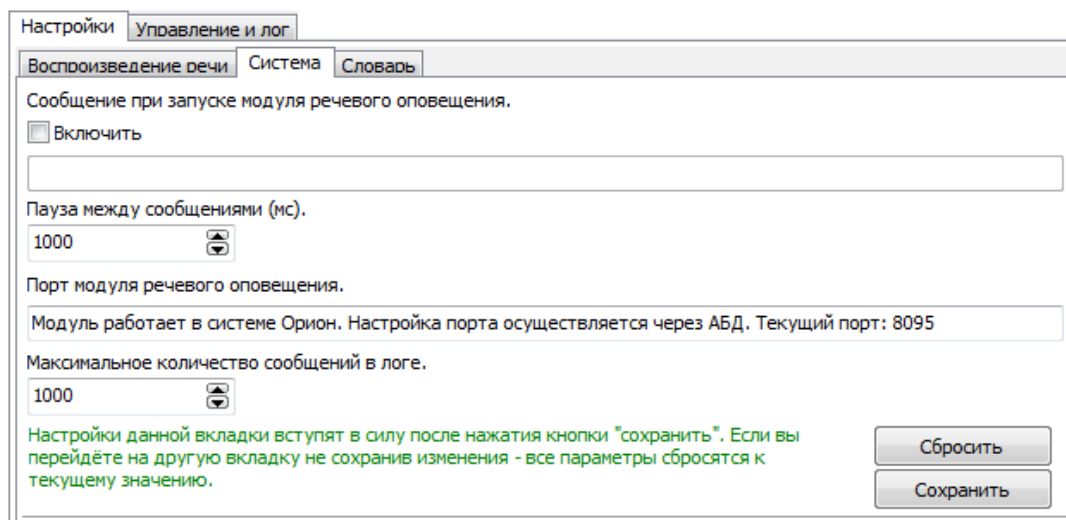 Настройки Управление и лог
Воспроизведение речи Система Словарь
Сообщение при запуске модуля речевого оповещения.
Включить
Пауза между сообщениями (мс).
1000
Порт модуля речевого оповещения.
Модуль работает в системе Орион. Настройка порта осуществляется через АБД. Текущий порт: 8095
Максимальное количество сообщений в логе.
1000
Настройки данной вкладки вступят в силу после нажатия кнопки "сохранить". Если вы
перейдёте на другую вкладку не сохранив изменения - все параметры сбросятся к
текущему значению.
Сбросить
Сохранить